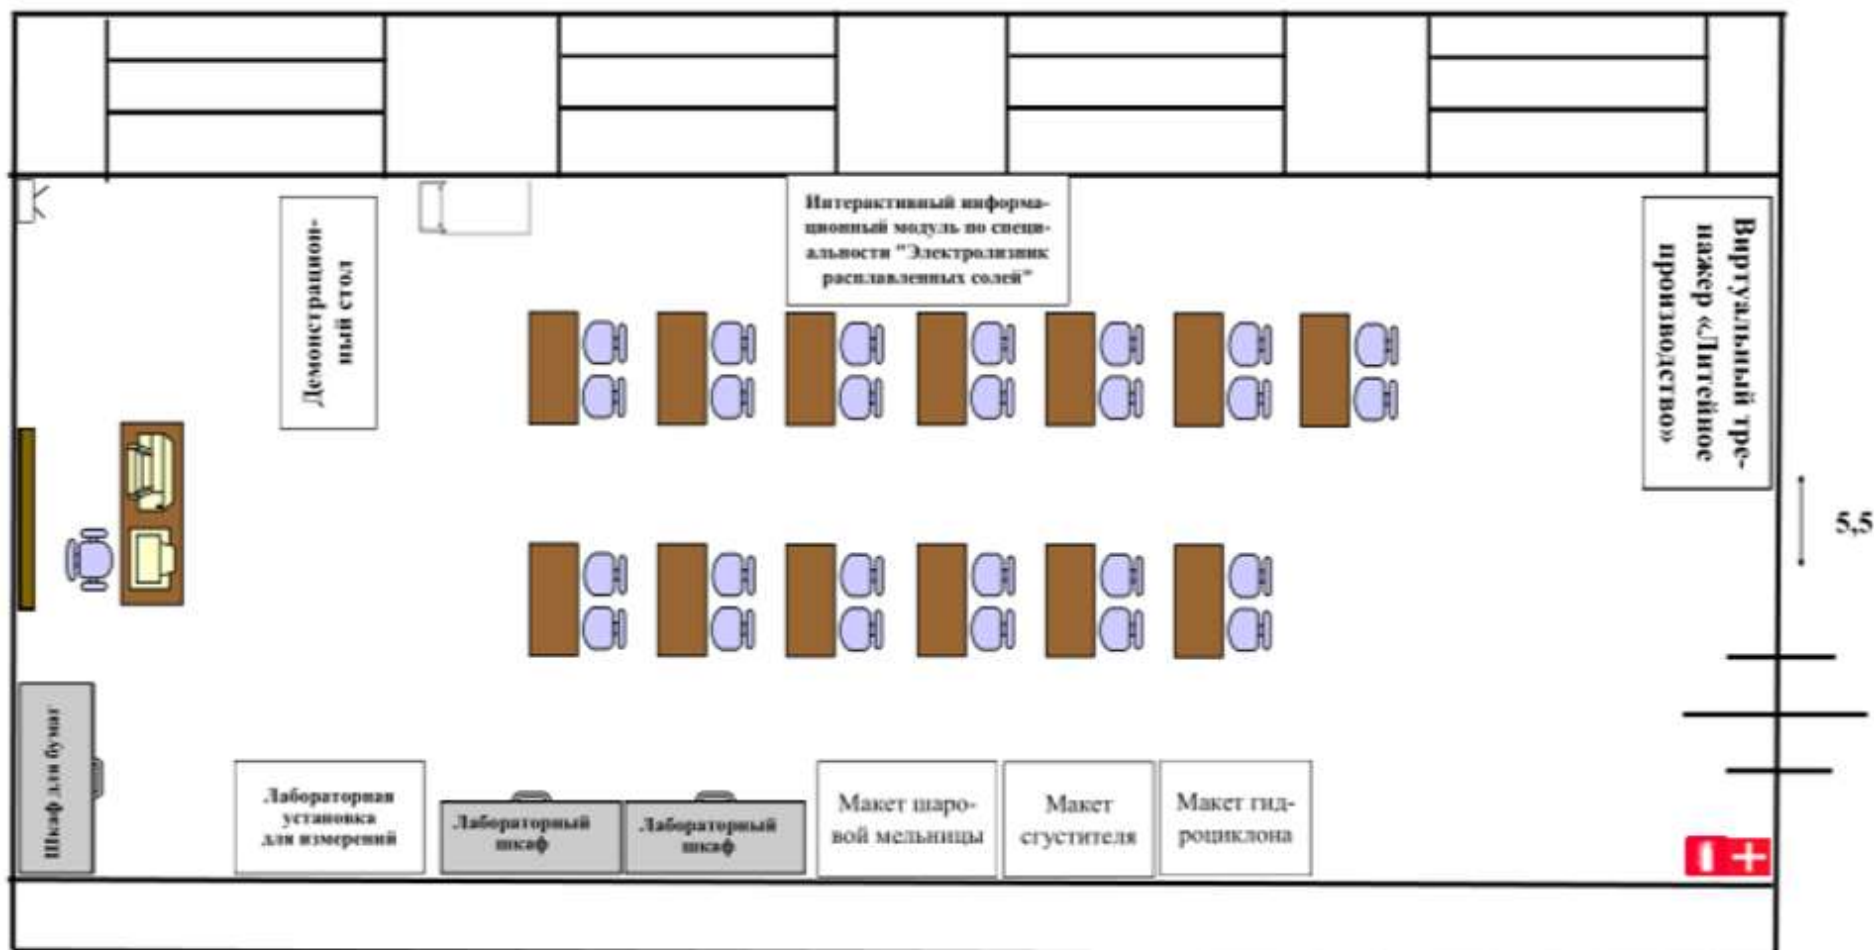 Интерактивный информа-
ционный модуль по специ-
альности "Электролизник
расплавленных солей"
Демонстрацион-
ный стол
Виртуальный тре-
нажер «Литейное
производство»
5,5
Шкаф для бумаг
Лабораторная
установка
для измерений
Лабораторный
шкаф
Лабораторный
шкаф
Макет шаро-
вой мельницы
Макет
сгустителя
Макет гид-
роциклона